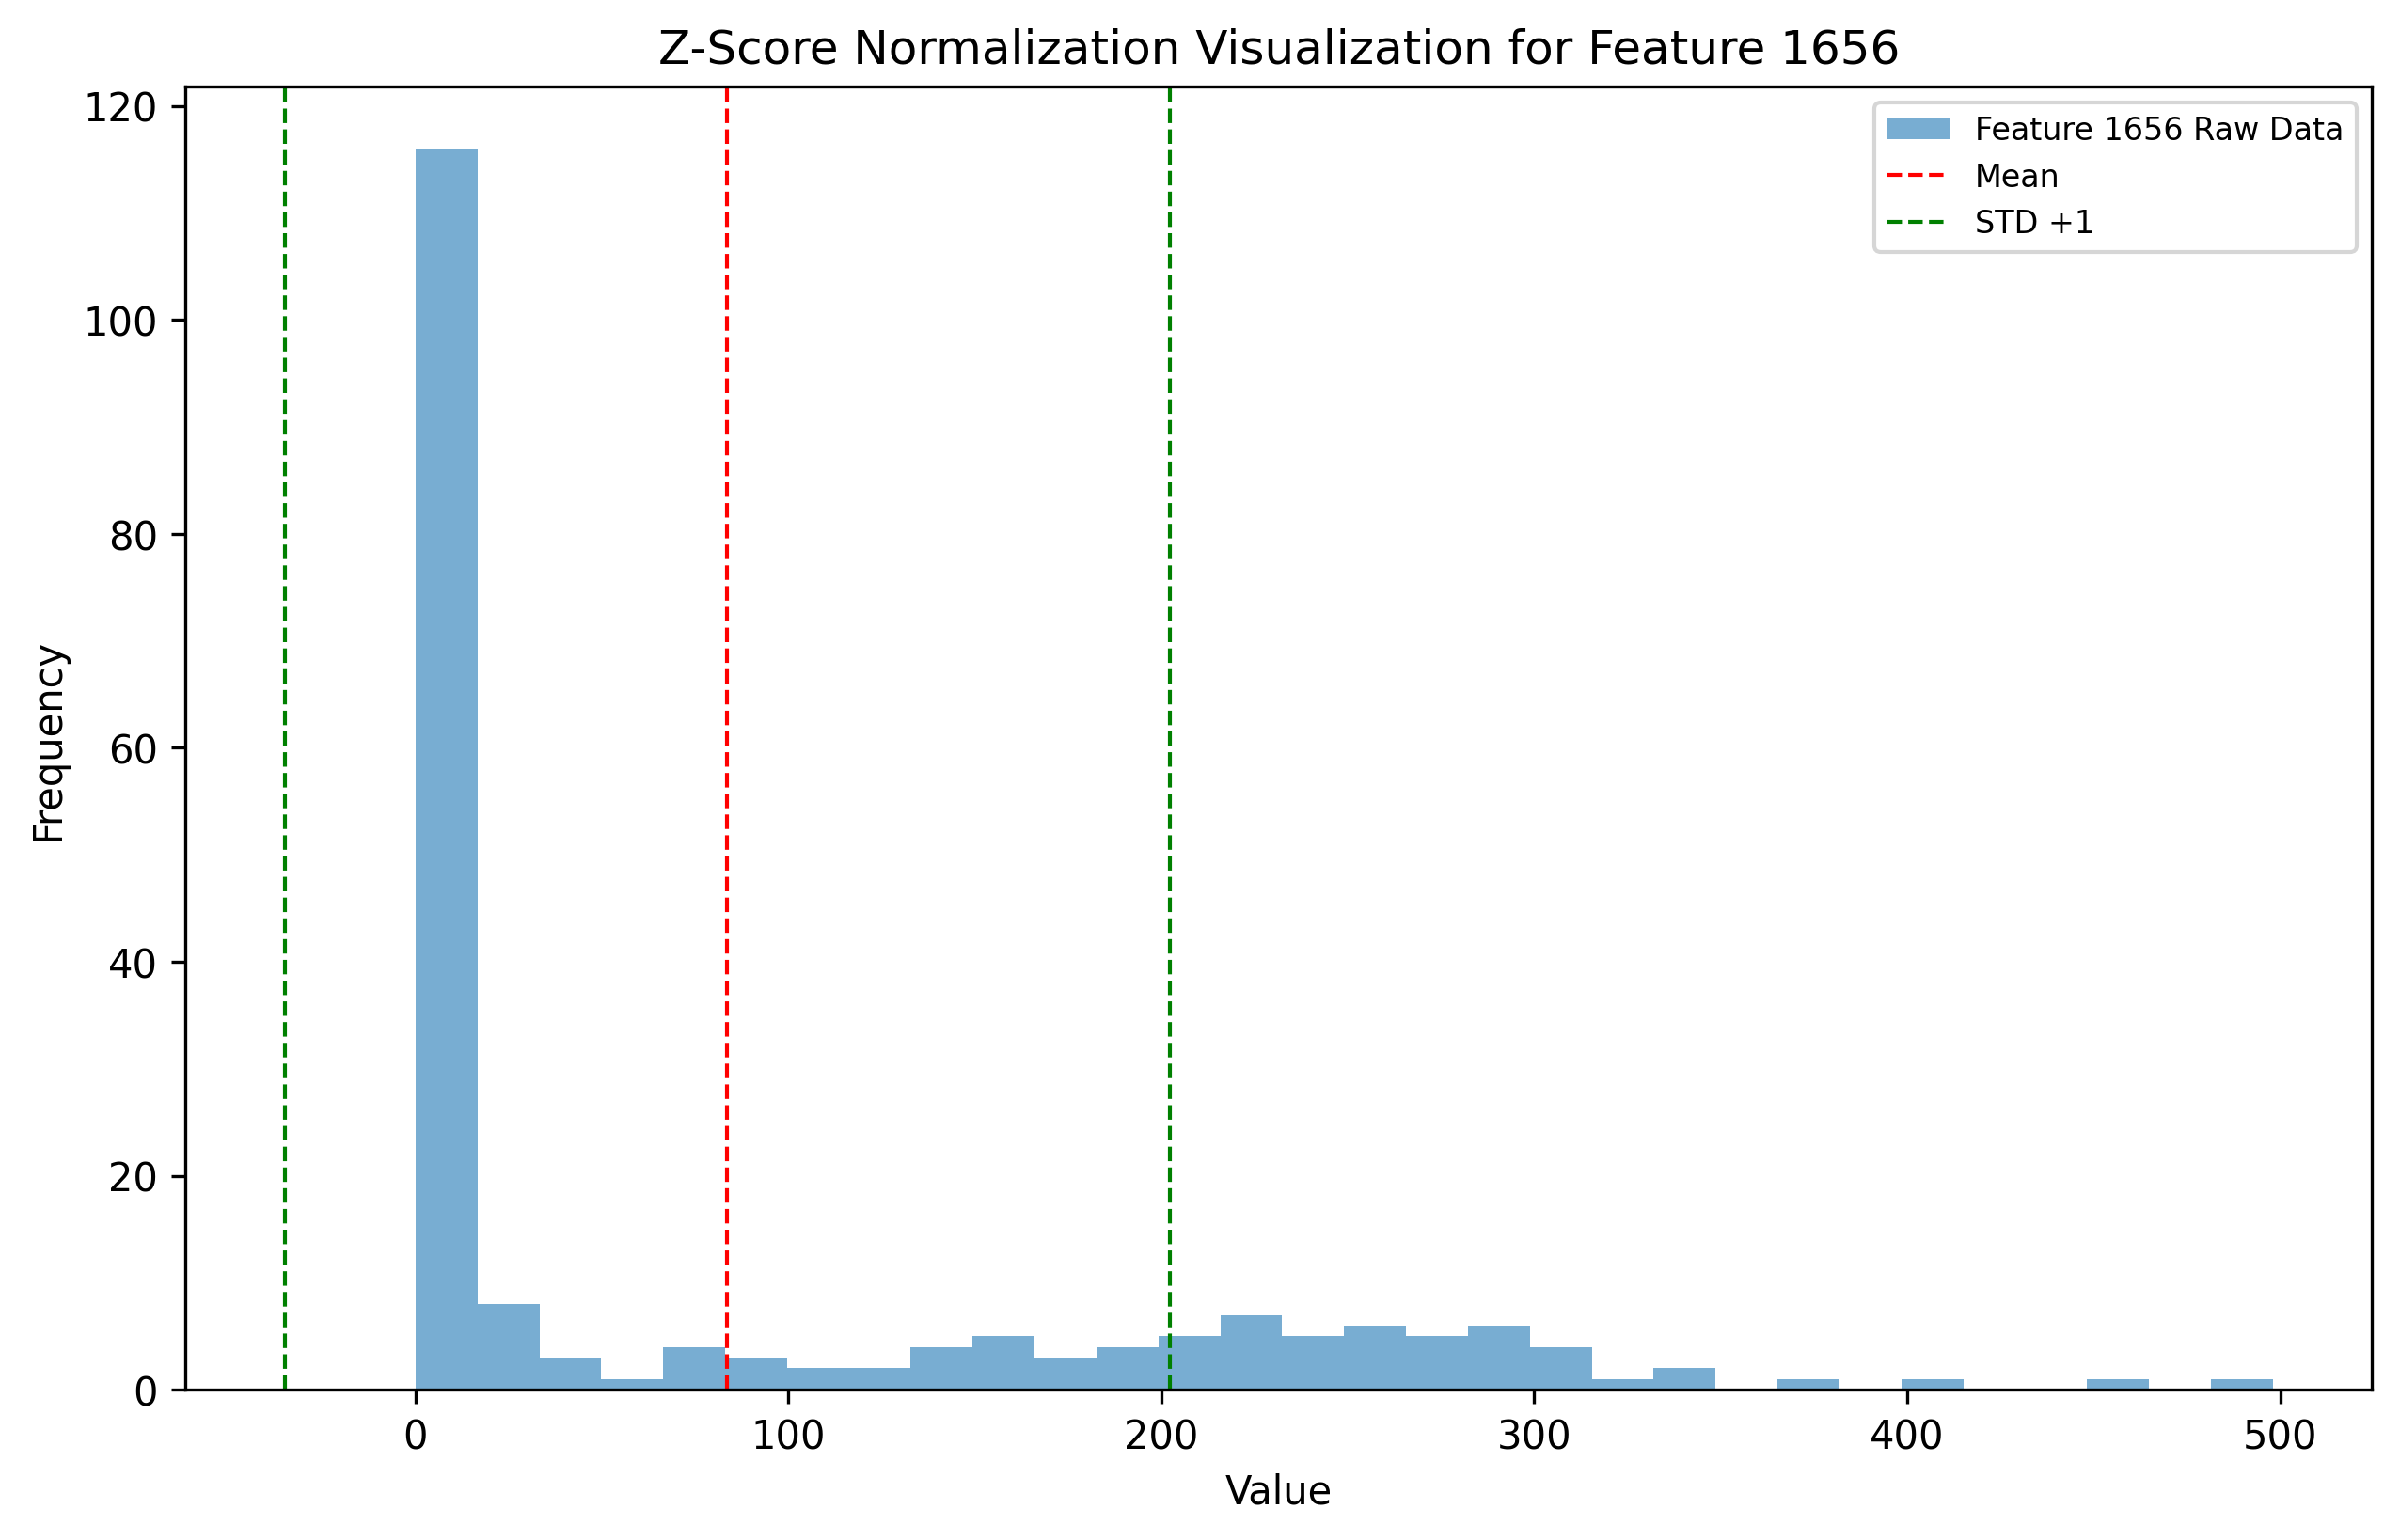 Z-Score Normalization Visualization for Feature 1656
Feature 1656 Raw Data
Mean
STD +1
120
100
80
60
40
20
0
Frequency
0 100 200 300 400 500
Value